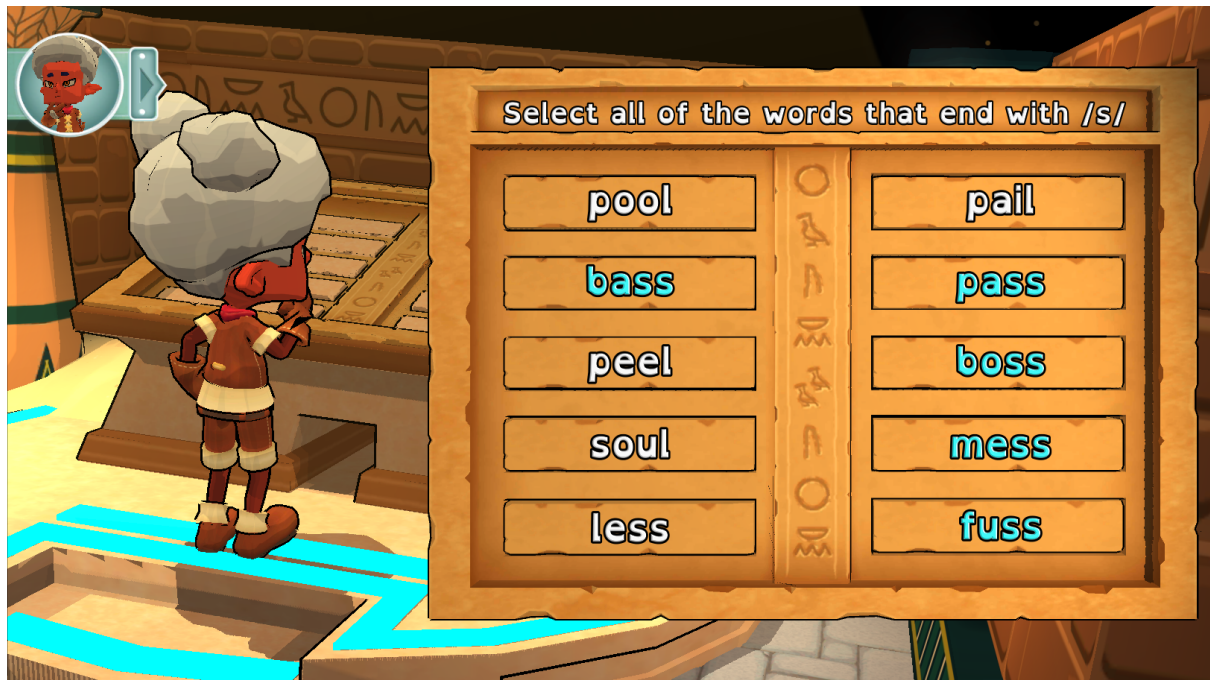 Select all of the words that end with /s/
pool
pail
bass
pass
peel
boss
soul
mess
less
fuss